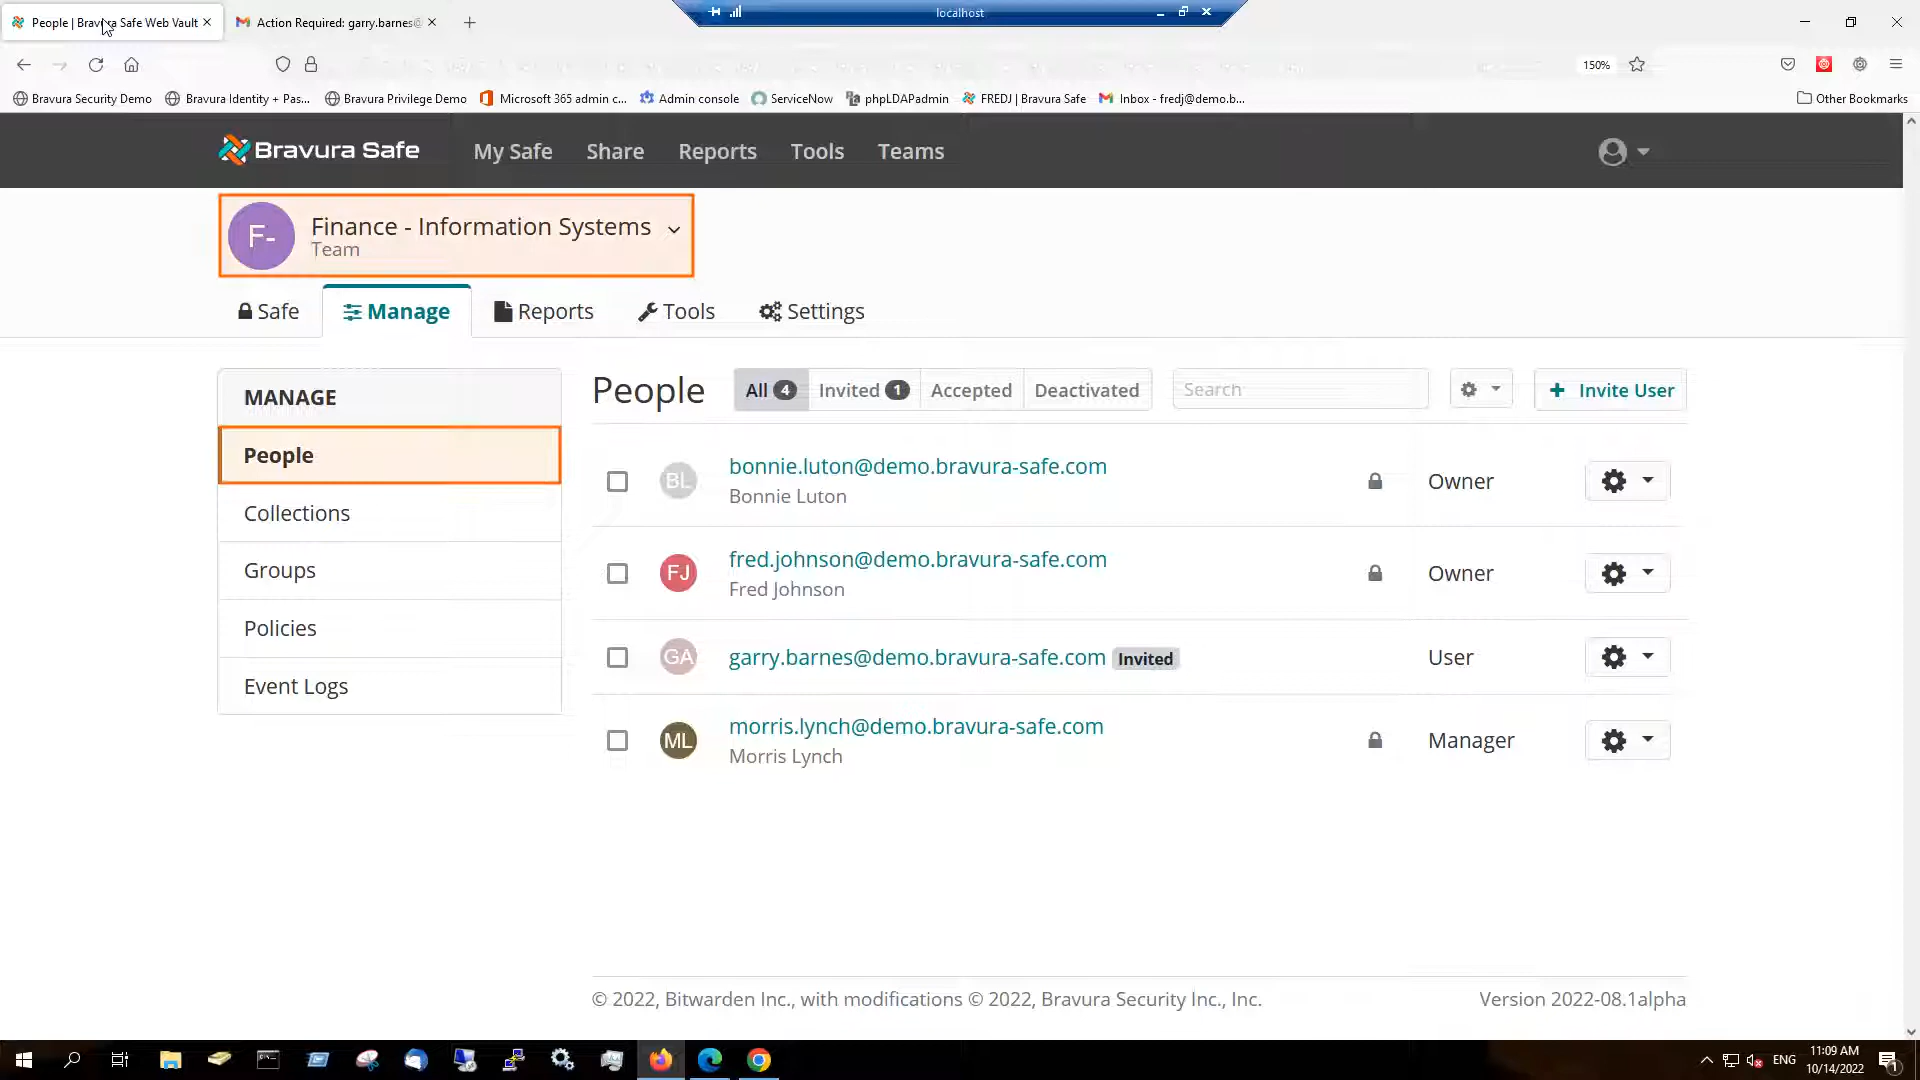 People | Bravura Safe Web Vault
Action Required: garry.barnes@
localhost
150%
Bravura Security Demo
Bravura Identity + Pas...
Bravura Privilege Demo
Microsoft 365 admin c...
Admin console
ServiceNow
phpLDAPadmin
FREDJ | Bravura Safe
Inbox - fredj@demo.b...
Other Bookmarks
Bravura Safe
My Safe
Share
Reports
Tools
Teams
F-
Finance - Information Systems
Team
Safe
Manage
Reports
Tools
Settings
MANAGE
People
Collections
Groups
Policies
Event Logs
People
All 4
Invited 1
Accepted
Deactivated
Search
+ Invite User
BL
bonnie.luton@demo.bravura-safe.com
Bonnie Luton
Owner
FJ
fred.johnson@demo.bravura-safe.com
Fred Johnson
Owner
GA
garry.barnes@demo.bravura-safe.com Invited
User
ML
morris.lynch@demo.bravura-safe.com
Morris Lynch
Manager
© 2022, Bitwarden Inc., with modifications © 2022, Bravura Security Inc., Inc.
Version 2022-08.1alpha
ENG
11:09 AM
10/14/2022
1